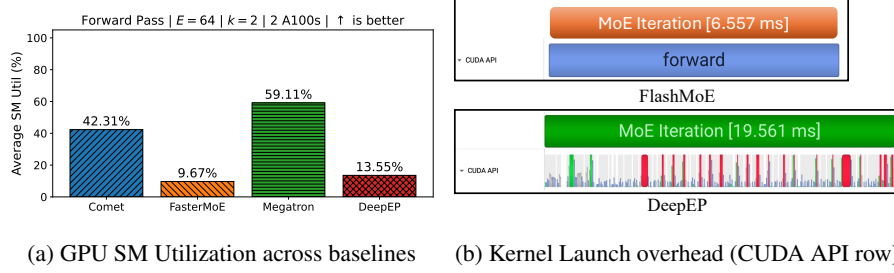 Forward Pass | E = 64 | k = 2 | 2 A100s | ↑ is better
Average SM Util (%)
100
80
60
40
20
0
42.31%
9.67%
59.11%
13.55%
Comet
FasterMoE
Megatron
DeepEP
(a) GPU SM Utilization across baselines
MoE Iteration [6.557 ms]
CUDA API
forward
FlashMoE
MoE Iteration [19.561 ms]
CUDA API
DeepEP
(b) Kernel Launch overhead (CUDA API row)